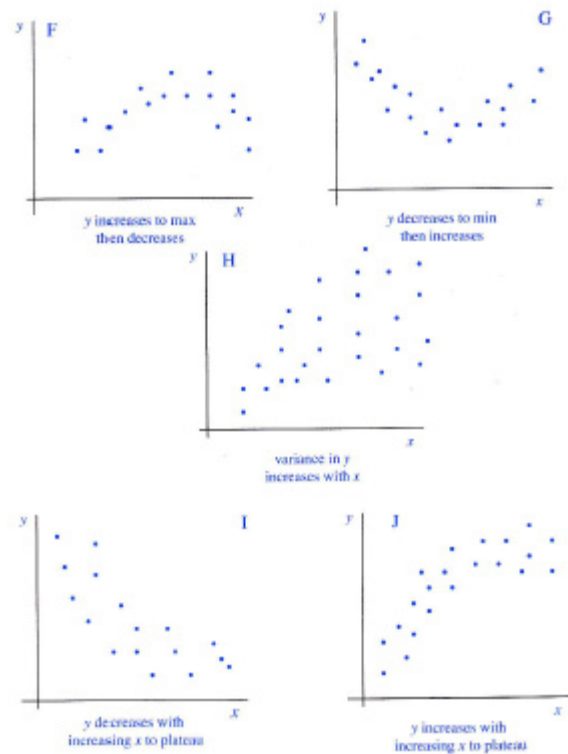 y
F
x
y increases to max
then decreases
y
G
x
y decreases to min
then increases
y
H
x
variance in y
increases with x
y
I
x
y decreases with
increasing x to plateau
y
J
x
y increases with
increasing x to plateau